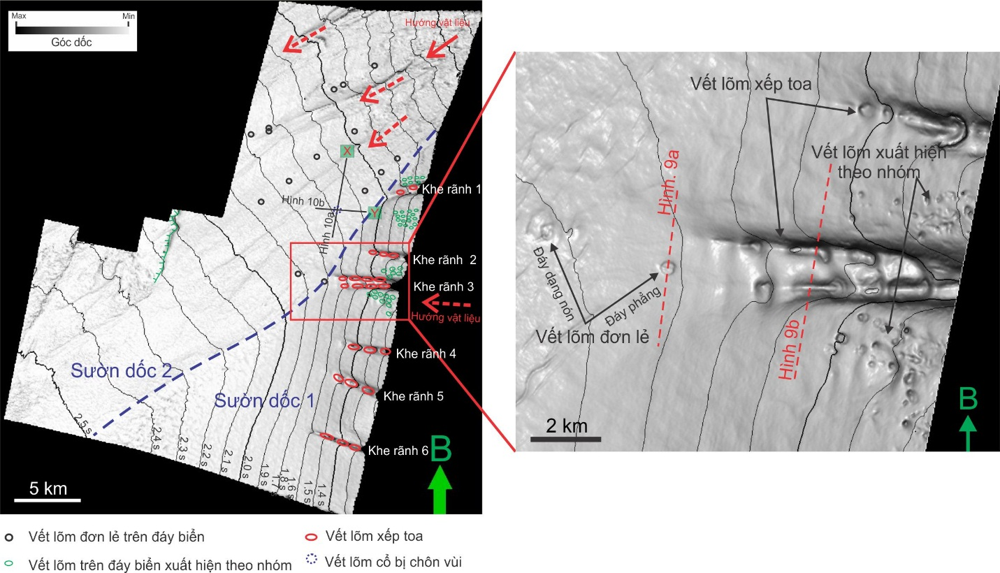 Max
Min
Góc dốc
Hướng vật liệu
X
Khe rãnh 1
Hình 10b
Y
Hình 10a
Khe rãnh 2
Khe rãnh 3
Hướng vật liệu
Khe rãnh 4
Sườn dốc 2
Khe rãnh 5
Sườn dốc 1
Khe rãnh 6
B
2.5 s
2.4 s
2.3 s
2.2 s
2.1 s
2.0 s
1.9 s
1.8 s
1.7 s
1.6 s
1.5 s
1.4 s
5 km
Vết lõm xếp toa
Vết lõm xuất hiện
theo nhóm
Hình. 9a
Đáy dạng nón
Đáy phẳng
Vết lõm đơn lẻ
Hình 9b
B
2 km
Vết lõm đơn lẻ trên đáy biển
Vết lõm xếp toa
Vết lõm trên đáy biển xuất hiện theo nhóm
Vết lõm cổ bị chôn vùi